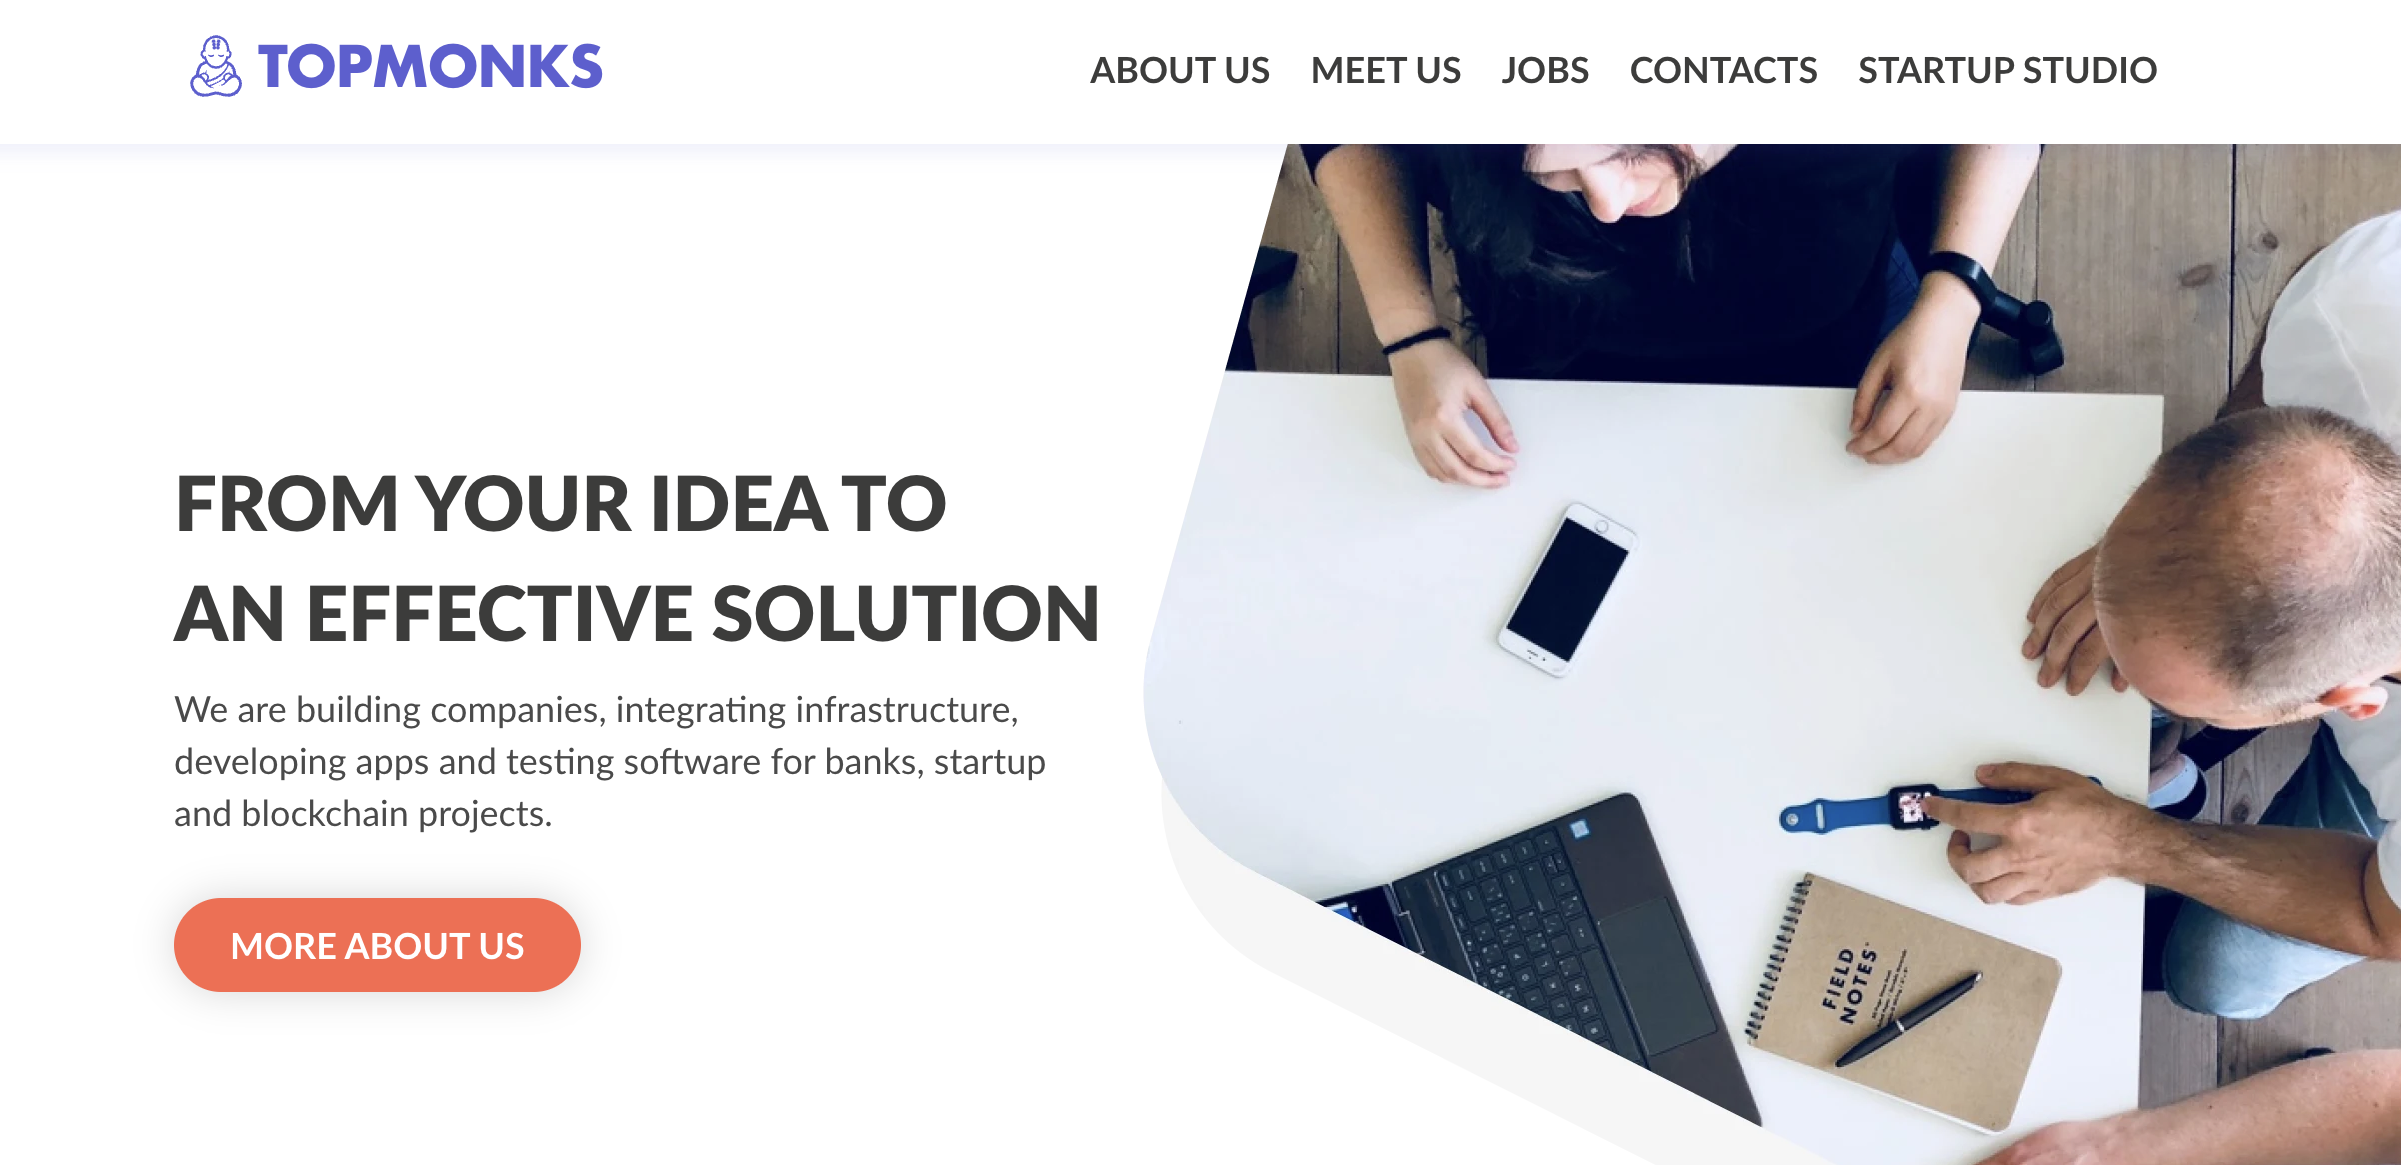 TOPMONKS
ABOUT US MEET US JOBS CONTACTS STARTUP STUDIO
FROM YOUR IDEA TO
AN EFFECTIVE SOLUTION
We are building companies, integrating infrastructure,
developing apps and testing software for banks, startup
and blockchain projects.
MORE ABOUT US
FIELD
NOTES